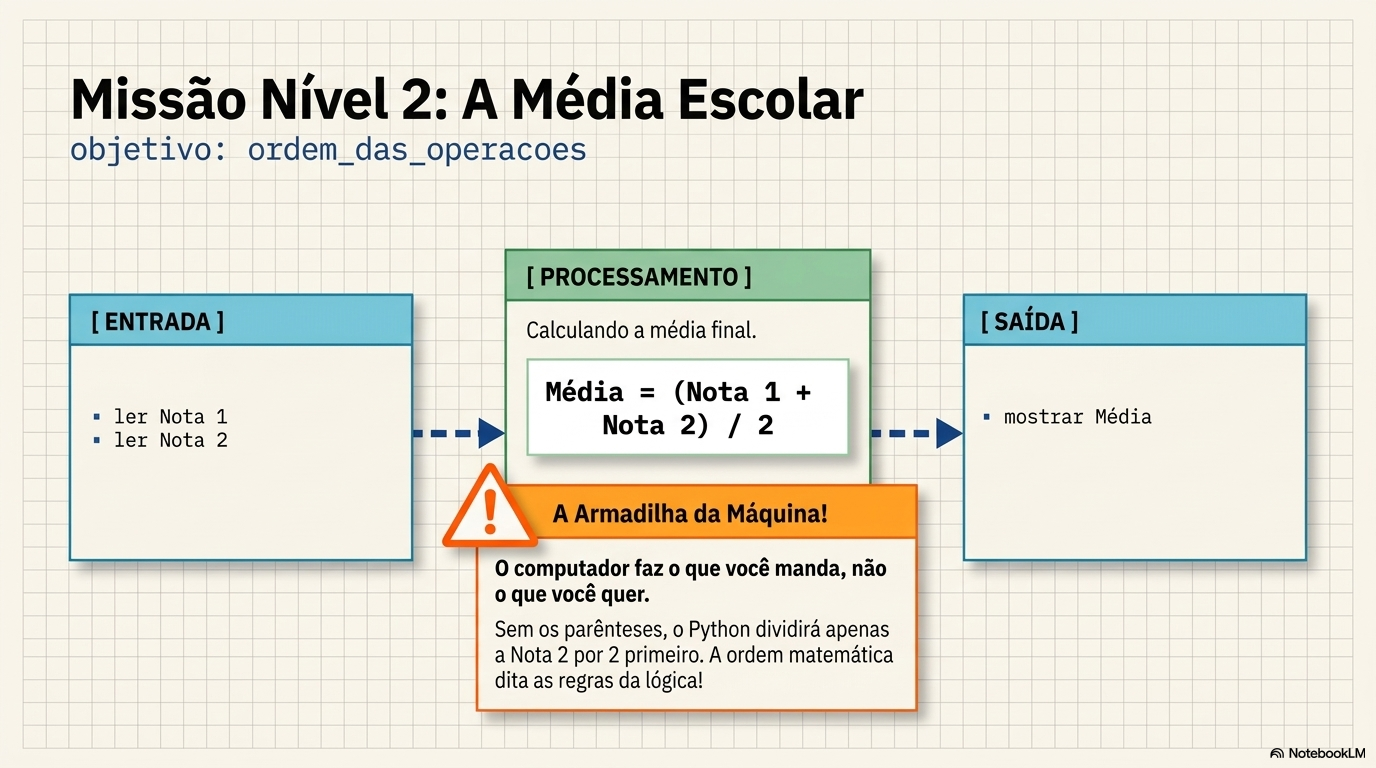 Missão Nível 2: A Média Escolar
objetivo: ordem_das_operacoes
[ ENTRADA ]
▪ ler Nota 1
▪ ler Nota 2
[ PROCESSAMENTO ]
Calculando a média final.
Média = (Nota 1 +
Nota 2) / 2
A Armadilha da Máquina!
O computador faz o que você manda, não
o que você quer.
Sem os parênteses, o Python dividirá apenas
a Nota 2 por 2 primeiro. A ordem matemática
dita as regras da lógica!
[ SAÍDA ]
▪ mostrar Média
NotebookLM